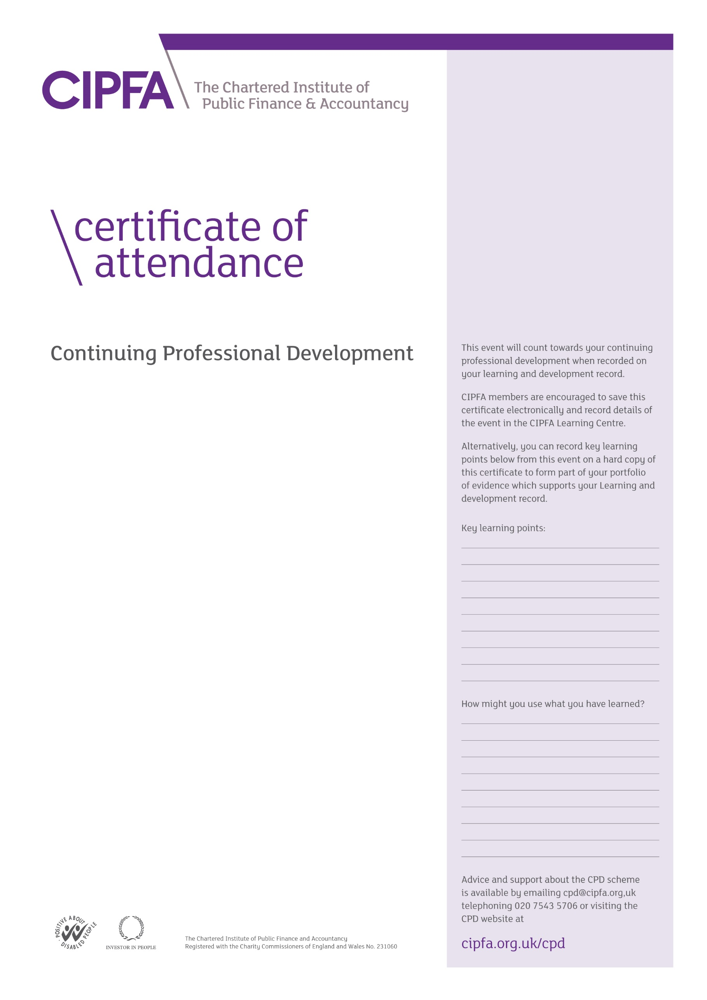 CIPFA
The Chartered Institute of
Public Finance & Accountancy
certificate of
attendance
Continuing Professional Development
This event will count towards your continuing
professional development when recorded on
your learning and development record.
CIPFA members are encouraged to save this
certificate electronically and record details of
the event in the CIPFA Learning Centre.
Alternatively, you can record key learning
points below from this event on a hard copy of
this certificate to form part of your portfolio
of evidence which supports your Learning and
development record.
Key learning points:
How might you use what you have learned?
Advice and support about the CPD scheme
is available by emailing cpd@cipfa.org,uk
telephoning 020 7543 5706 or visiting the
CPD website at
cipfa.org.uk/cpd
POSITIVE ABOUT
DISABLED PEOPLE
INVESTOR IN PEOPLE
The Chartered Institute of Public Finance and Accountancy
Registered with the Charity Commissioners of England and Wales No. 231060